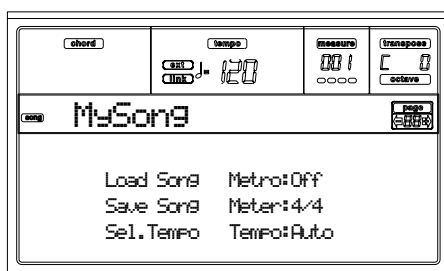 chord tempo measure transpose
ext link ♩= 120 001 C 0
octave
song MySong page
Load Song Metro:Off
Save Song Meter:4/4
Sel.Tempo Tempo:Auto